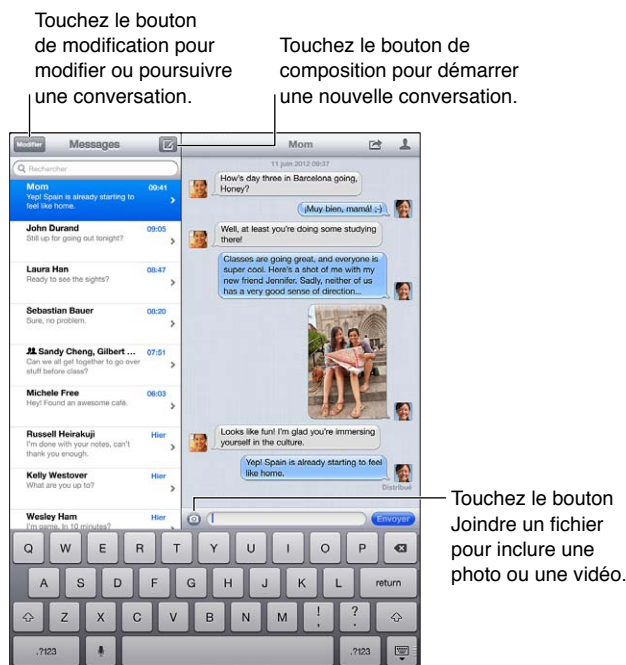 Touchez le bouton
de modification pour
modifier ou poursuivre
une conversation.
Touchez le bouton de
composition pour démarrer
une nouvelle conversation.
Modifier
Messages
Rechercher
Mom 09:41
Yep! Spain is already starting to
feel like home.
John Durand 09:05
Still up for going out tonight?
Laura Han 08:47
Ready to see the sights?
Sebastian Bauer 08:20
Sure, no problem.
Sandy Cheng, Gilbert ... 07:51
Can we all get together to go over
stuff before class?
Michele Free 06:03
Hey! Found an awesome café.
Russell Heirakuji Hier
I'm done with your notes, can't
thank you enough.
Kelly Westover Hier
What are you up to?
Wesley Ham Hier
I'm game. In 10 minutes?
Mom
11 juin 2012 09:37
How's day three in Barcelona going,
Honey?
¡Muy bien, mamá! ;-)
Well, at least you're doing some studying
there!
Classes are going great, and everyone is
super cool. Here's a shot of me with my
new friend Jennifer. Sadly, neither of us
has a very good sense of direction...
Looks like fun! I'm glad you're immersing
yourself in the culture.
Yep! Spain is already starting to feel
like home.
Distribué
Envoyer
Touchez le bouton
Joindre un fichier
pour inclure une
photo ou une vidéo.
Q W E R T Y U I O P
A S D F G H J K L return
Z X C V B N M ! , ? .
.?123 .?123